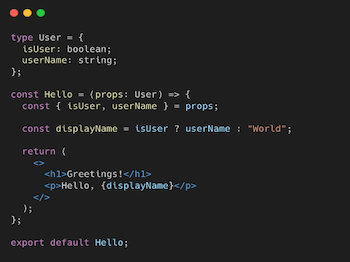 type User = {
  isUser: boolean;
  userName: string;
};

const Hello = (props: User) => {
  const { isUser, userName } = props;

  const displayName = isUser ? userName : "World";

  return (
    <>
      <h1>Greetings!</h1>
      <p>Hello, {displayName}</p>
    </>
  );
};

export default Hello;